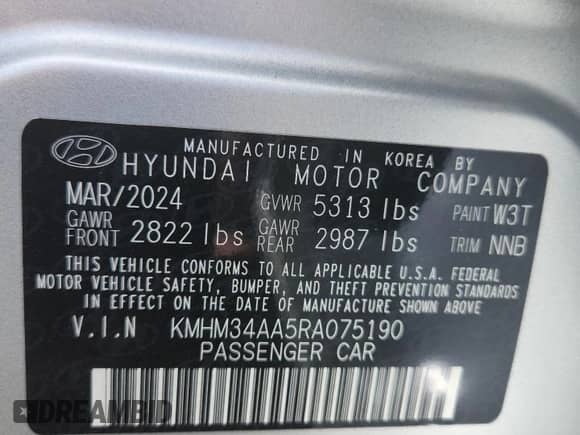 MANUFACTURED IN KOREA BY
HYUNDAI MOTOR COMPANY
MAR/2024 GVWR 5313 lbs PAINT W3T
GAWR FRONT 2822 lbs GAWR REAR 2987 lbs TRIM NNB
THIS VEHICLE CONFORMS TO ALL APPLICABLE U.S.A. FEDERAL
MOTOR VEHICLE SAFETY, BUMPER, AND THEFT PREVENTION STANDARDS
IN EFFECT ON THE DATE OF MANUFACTURE SHOWN ABOVE
V.I.N KMHM34AA5RA075190
PASSENGER CAR
DREAMBID